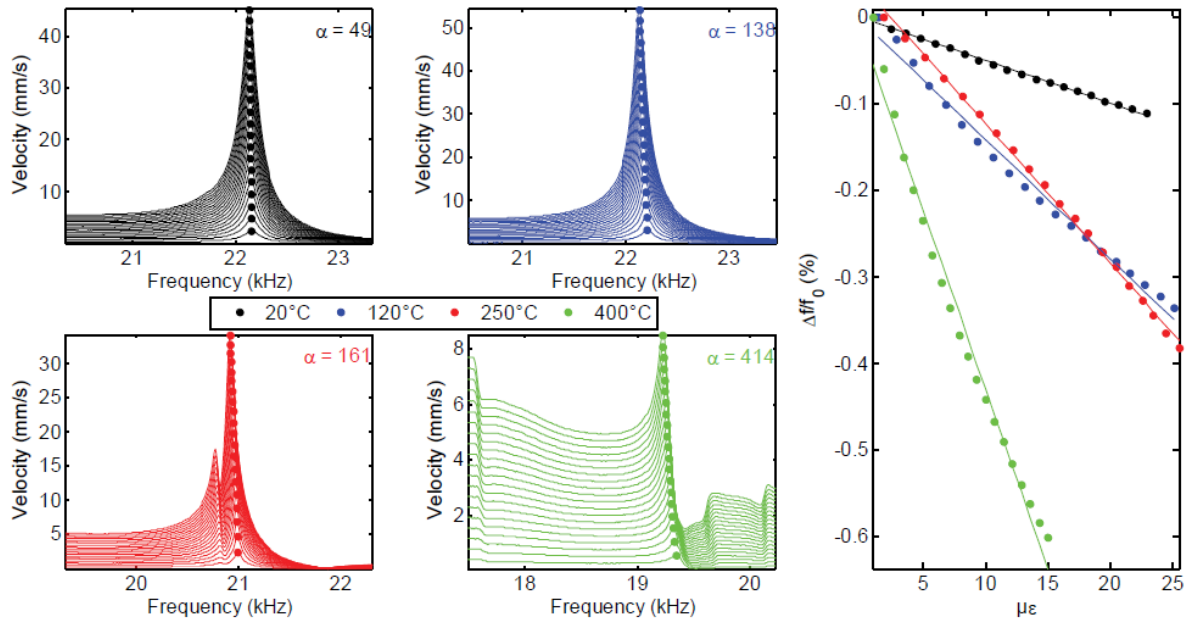 α = 49
Velocity (mm/s)
40
30
20
10
21
22
23
Frequency (kHz)
α = 138
Velocity (mm/s)
50
40
30
20
10
21
22
23
Frequency (kHz)
20°C 120°C 250°C 400°C
α = 161
Velocity (mm/s)
30
25
20
15
10
5
20
21
22
Frequency (kHz)
α = 414
Velocity (mm/s)
8
6
4
2
18
19
20
Frequency (kHz)
Δf/f0 (%)
0
-0.1
-0.2
-0.3
-0.4
-0.5
-0.6
5
10
15
20
25
με